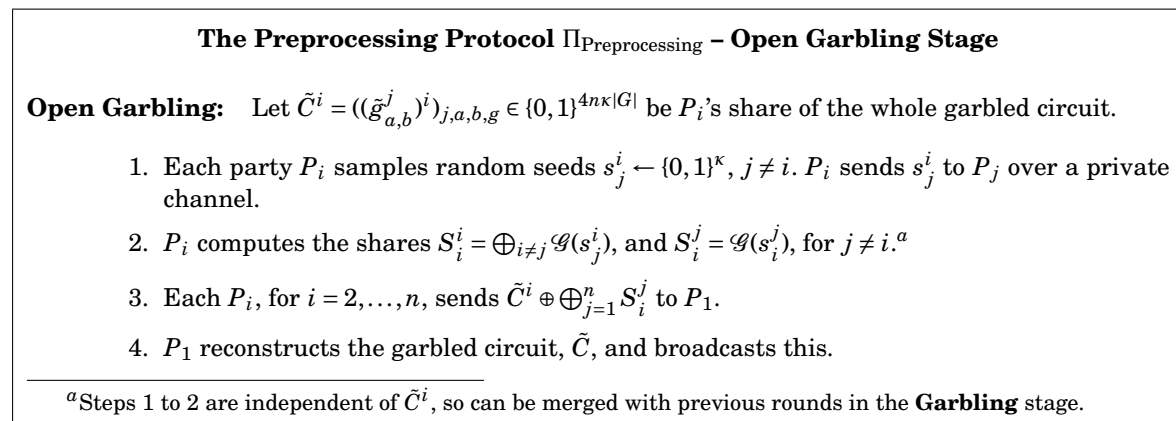 The Preprocessing Protocol Π_Preprocessing – Open Garbling Stage
Open Garbling: Let C̃^i = ((g̃^j_{a,b})^i)_{j,a,b,g} ∈ {0,1}^{4nκ|G|} be P_i's share of the whole garbled circuit.
1. Each party P_i samples random seeds s^i_j ← {0,1}^κ, j ≠ i. P_i sends s^i_j to P_j over a private
channel.
2. P_i computes the shares S^i_i = ⊕_{i≠j} 𝒢(s^i_j), and S^j_i = 𝒢(s^j_i), for j ≠ i.^a
3. Each P_i, for i = 2,...,n, sends C̃^i ⊕ ⊕^n_{j=1} S^j_i to P_1.
4. P_1 reconstructs the garbled circuit, C̃, and broadcasts this.
^a Steps 1 to 2 are independent of C̃^i, so can be merged with previous rounds in the Garbling stage.